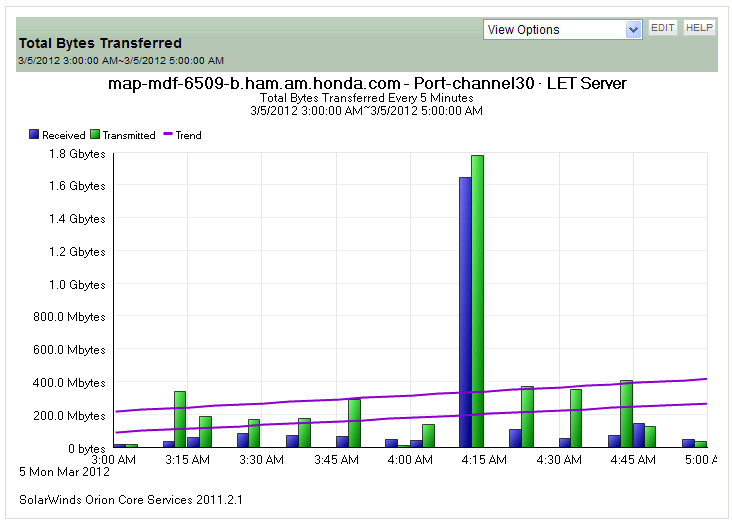 View Options
EDIT
HELP
Total Bytes Transferred
3/5/2012 3:00:00 AM~3/5/2012 5:00:00 AM
map-mdf-6509-b.ham.am.honda.com - Port-channel30 · LET Server
Total Bytes Transferred Every 5 Minutes
3/5/2012 3:00:00 AM~3/5/2012 5:00:00 AM
Received Transmitted Trend
1.8 Gbytes
1.6 Gbytes
1.4 Gbytes
1.2 Gbytes
1.0 Gbytes
800.0 Mbytes
600.0 Mbytes
400.0 Mbytes
200.0 Mbytes
0 bytes
3:00 AM 3:15 AM 3:30 AM 3:45 AM 4:00 AM 4:15 AM 4:30 AM 4:45 AM 5:00 A
5 Mon Mar 2012
SolarWinds Orion Core Services 2011.2.1